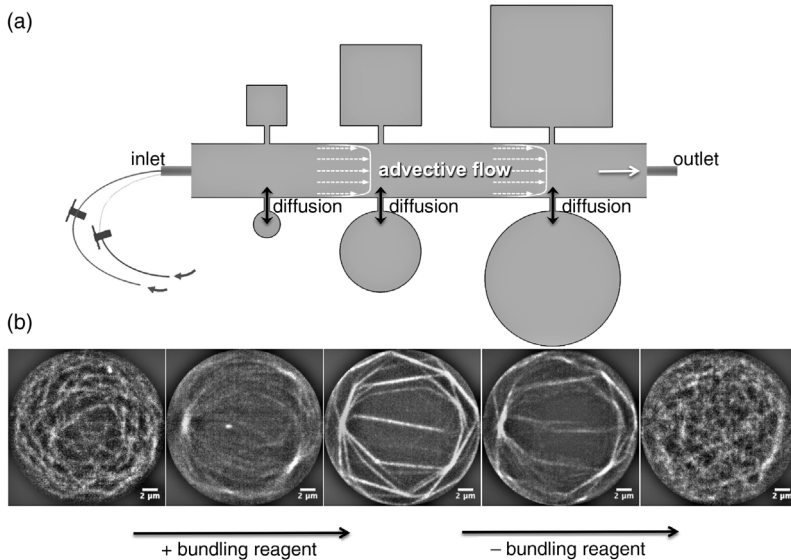 (a)
inlet
advective flow
outlet
diffusion
diffusion
diffusion
(b)
2 μm
2 μm
2 μm
2 μm
2 μm
+ bundling reagent
− bundling reagent